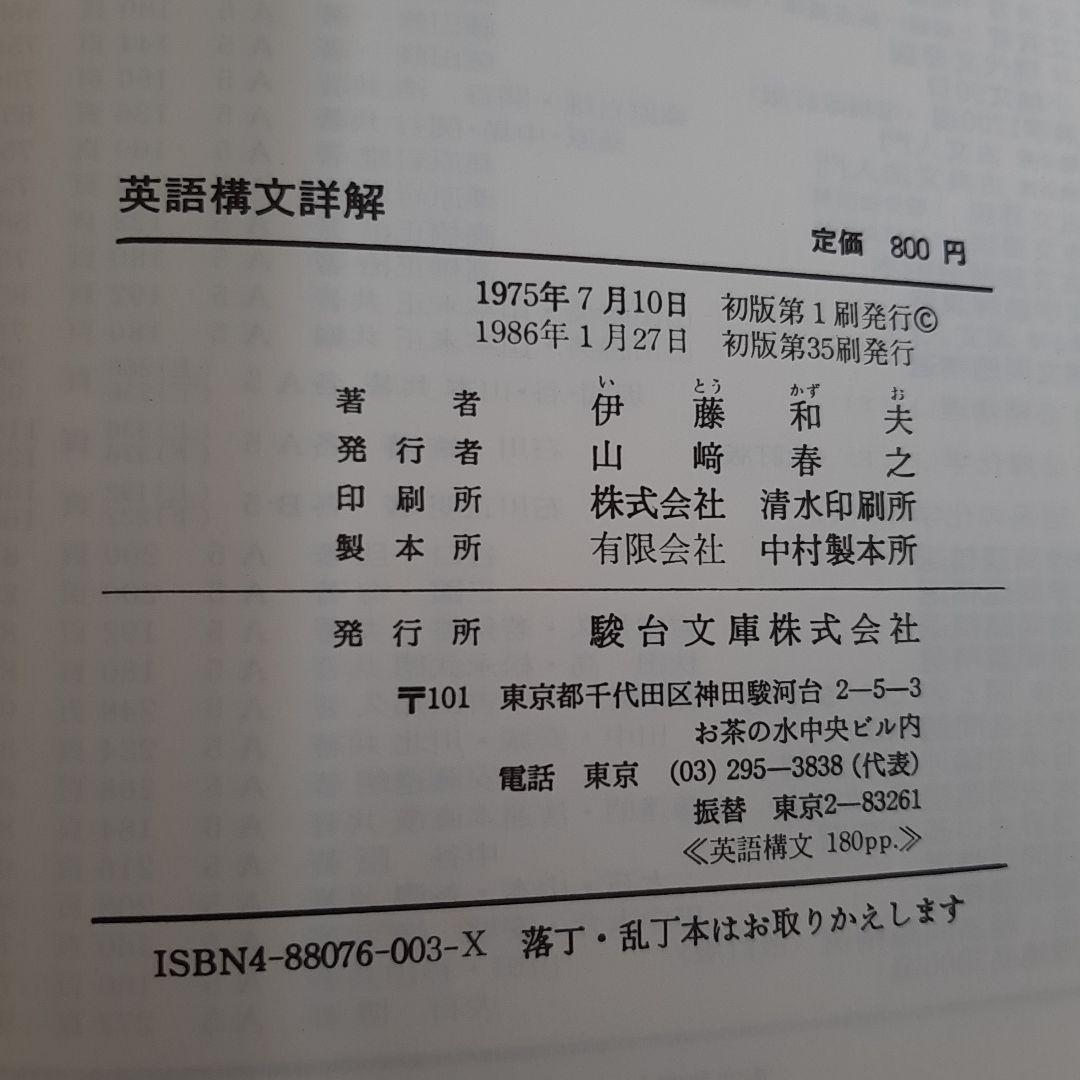 英語構文詳解
定価 800 円
1975年7月10日 初版第1刷発行©
1986年1月27日 初版第35刷発行
い とう かず お
著者 伊藤和夫
発行者 山﨑春之
印刷所 株式会社 清水印刷所
製本所 有限会社 中村製本所
発行所 駿台文庫株式会社
〒101 東京都千代田区神田駿河台 2―5―3
お茶の水中央ビル内
電話 東京 (03) 295―3838 (代表)
振替 東京2―83261
≪英語構文 180pp.≫
ISBN4-88076-003-X 落丁・乱丁本はお取りかえします